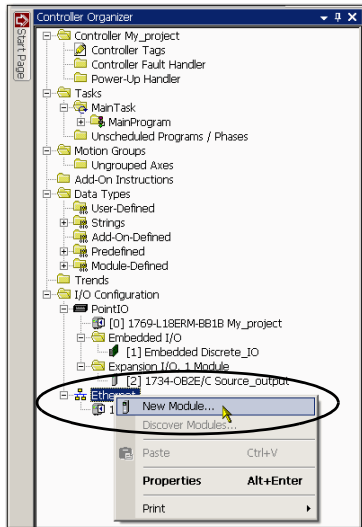 Controller Organizer
Start Page
Controller My_project
Controller Tags
Controller Fault Handler
Power-Up Handler
Tasks
MainTask
MainProgram
Unscheduled Programs / Phases
Motion Groups
Ungrouped Axes
Add-On Instructions
Data Types
User-Defined
Strings
Add-On-Defined
Predefined
Module-Defined
Trends
I/O Configuration
PointIO
[0] 1769-L18ERM-BB1B My_project
Embedded I/O
[1] Embedded Discrete_IO
Expansion I/O, 1 Module
[2] 1734-OB2E/C Source_output
Ethernet
1
New Module...
Discover Modules...
Paste Ctrl+V
Properties Alt+Enter
Print